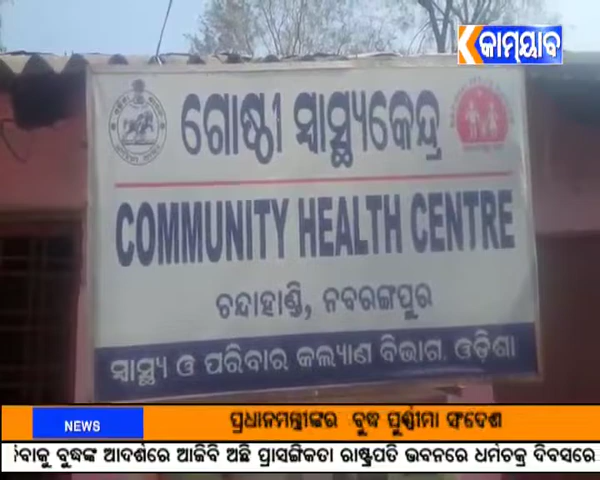 କାମ୍ୟାବ
ଗୋଷ୍ଠୀ ସ୍ୱାସ୍ଥ୍ୟକେନ୍ଦ୍ର
COMMUNITY HEALTH CENTRE
ଚନ୍ଦାହାଣ୍ଡି, ନବରଙ୍ଗପୁର
ସ୍ୱାସ୍ଥ୍ୟ ଓ ପରିବାର କଲ୍ୟାଣ ବିଭାଗ. ଓଡ଼ିଶା
NEWS
ପ୍ରଧାନମନ୍ତ୍ରୀଙ୍କର ବୁଦ୍ଧ ପୂର୍ଣ୍ଣୀମା ସଂଦେଶ
ବୁଦ୍ଧଙ୍କ ଆଦର୍ଶରେ ଆଜିବି ଅଛି ପ୍ରାସଙ୍ଗିକତା ରାଷ୍ଟ୍ରପତି ଭବନରେ ଧର୍ମଚକ୍ର ଦିବସରେ